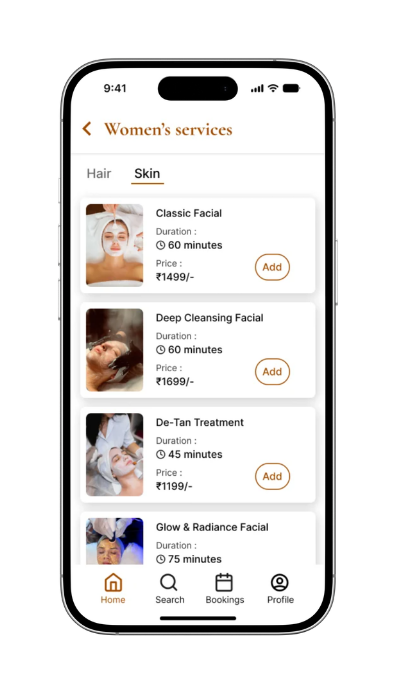 9:41
Women's services
Hair Skin
Classic Facial
Duration :
60 minutes
Price :
₹1499/-
Add
Deep Cleansing Facial
Duration :
60 minutes
Price :
₹1699/-
Add
De-Tan Treatment
Duration :
45 minutes
Price :
₹1199/-
Add
Glow & Radiance Facial
Duration :
75 minutes
Home Search Bookings Profile